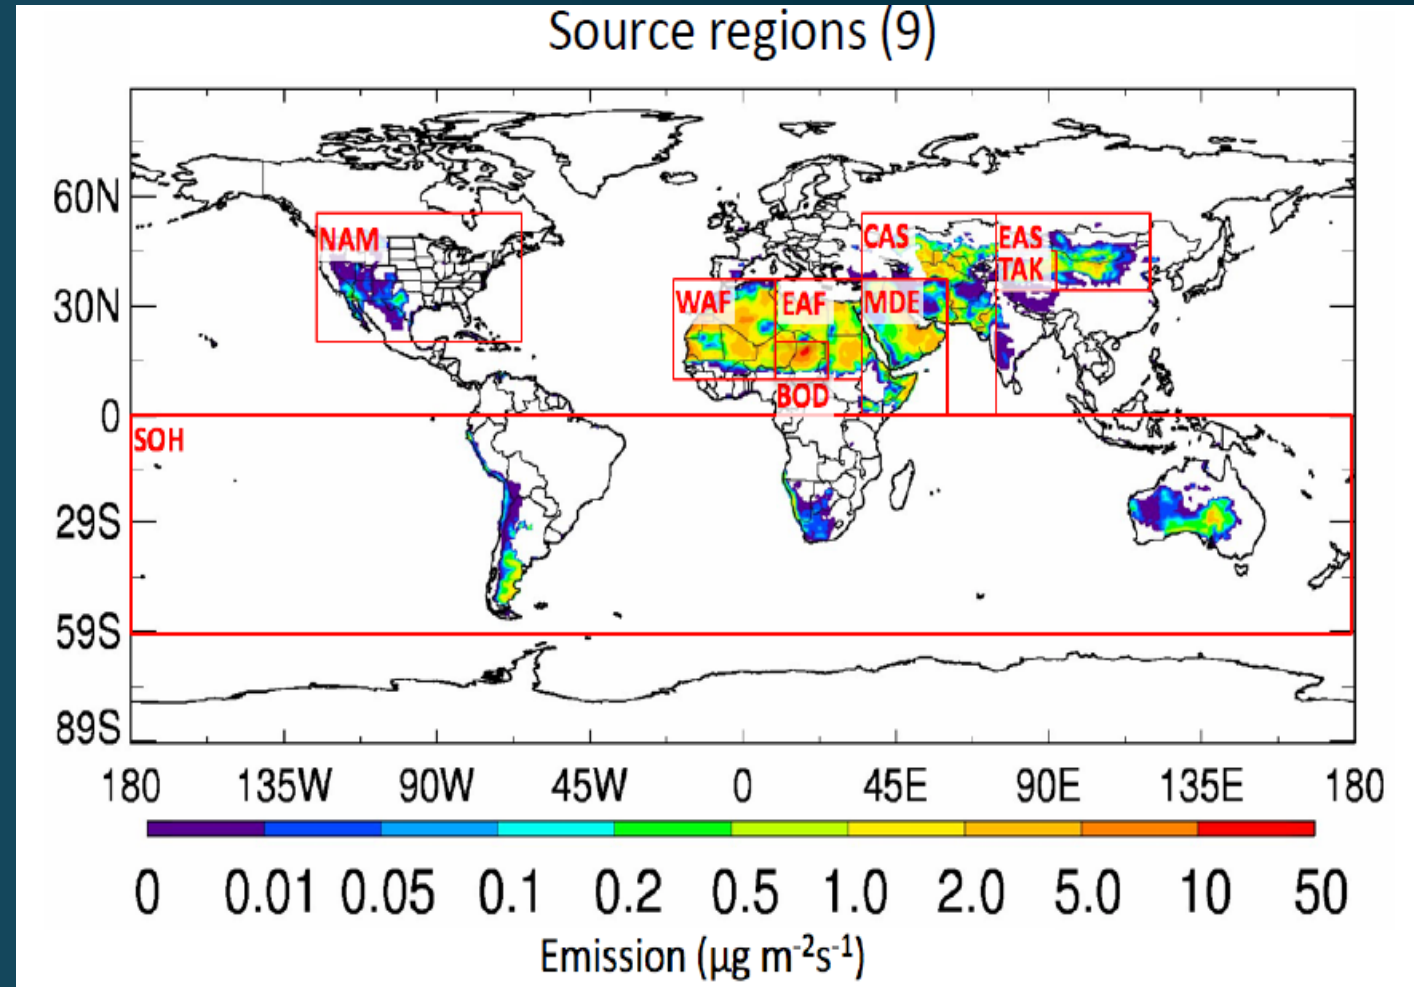 Source regions (9)
60N
30N
0
29S
59S
89S
NAM
CAS
EAS
TAK
WAF
EAF
MDE
BOD
SOH
180 135W 90W 45W 0 45E 90E 135E 180
0 0.01 0.05 0.1 0.2 0.5 1.0 2.0 5.0 10 50
Emission (µg m⁻²s⁻¹)